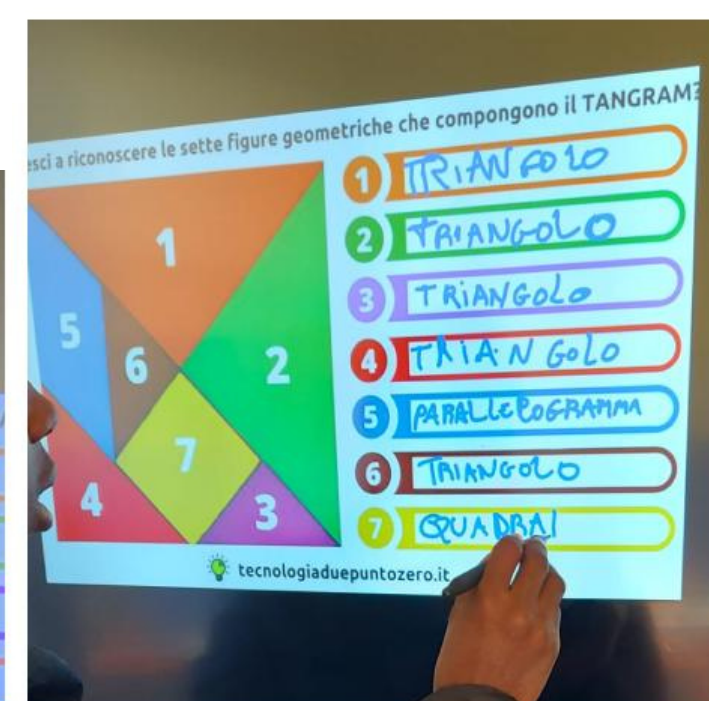 esci a riconoscere le sette figure geometriche che compongono il TANGRAM?
1 TRIANGOLO
2 TRIANGOLO
3 TRIANGOLO
4 TRIANGOLO
5 PARALLELOGRAMMA
6 TRIANGOLO
7 QUADRA
1
2
5
6
7
4
3
tecnologiaduepuntozero.it